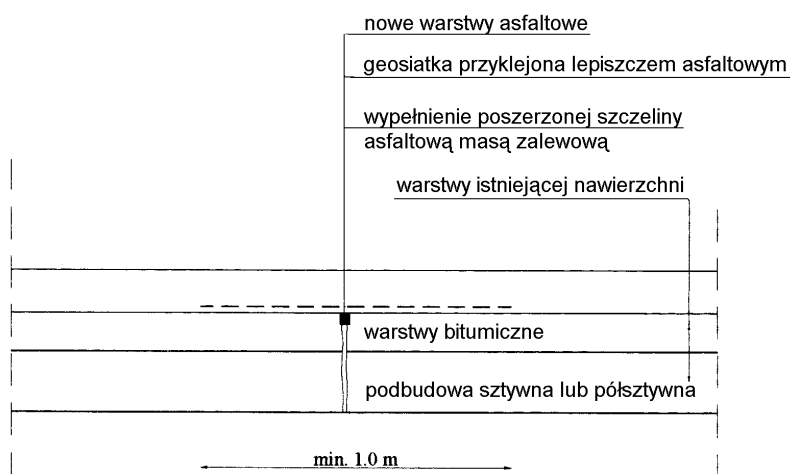 nowe warstwy asfaltowe
geosiatka przyklejona lepiszczem asfaltowym
wypełnienie poszerzonej szczeliny
asfaltową masą zalewową
warstwy istniejącej nawierzchni
warstwy bitumiczne
podbudowa sztywna lub półsztywna
min. 1.0 m